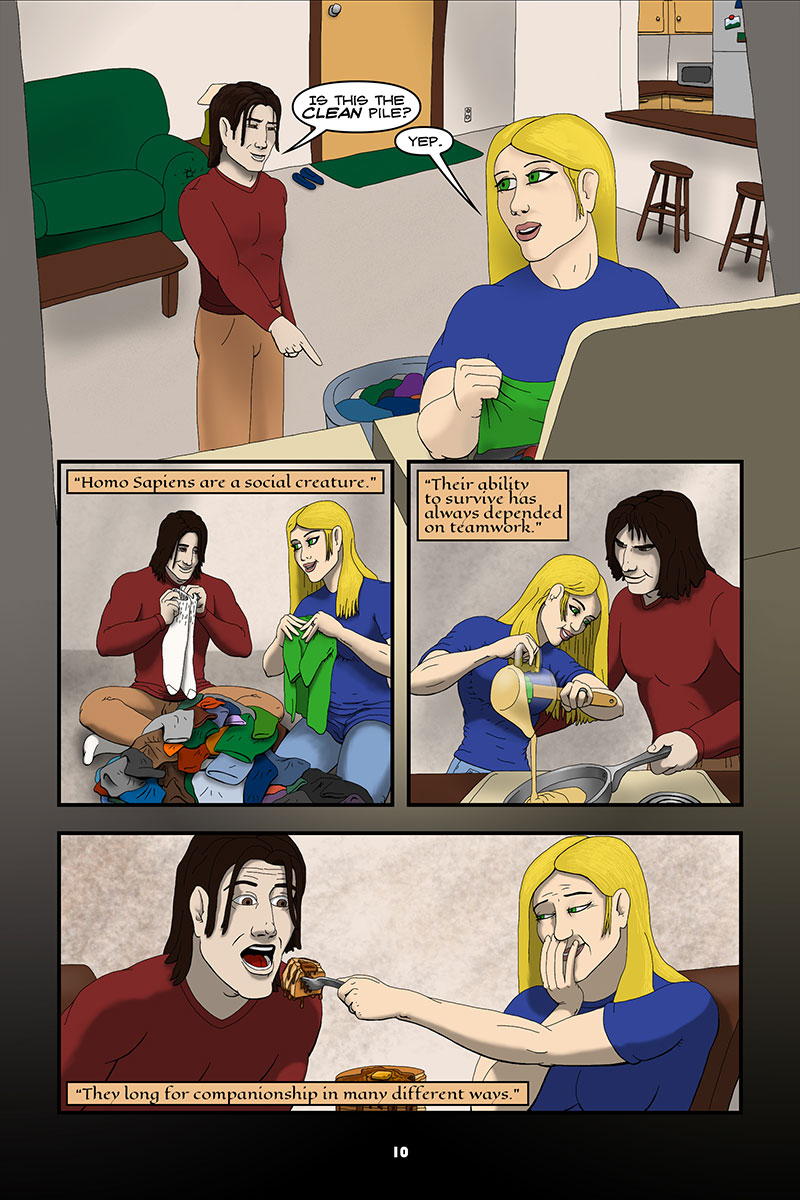 IS THIS THE
CLEAN PILE?
YEP.
“Homo Sapiens are a social creature.”
“Their ability
to survive has
always depended
on teamwork.”
“They long for companionship in many different ways.”
10